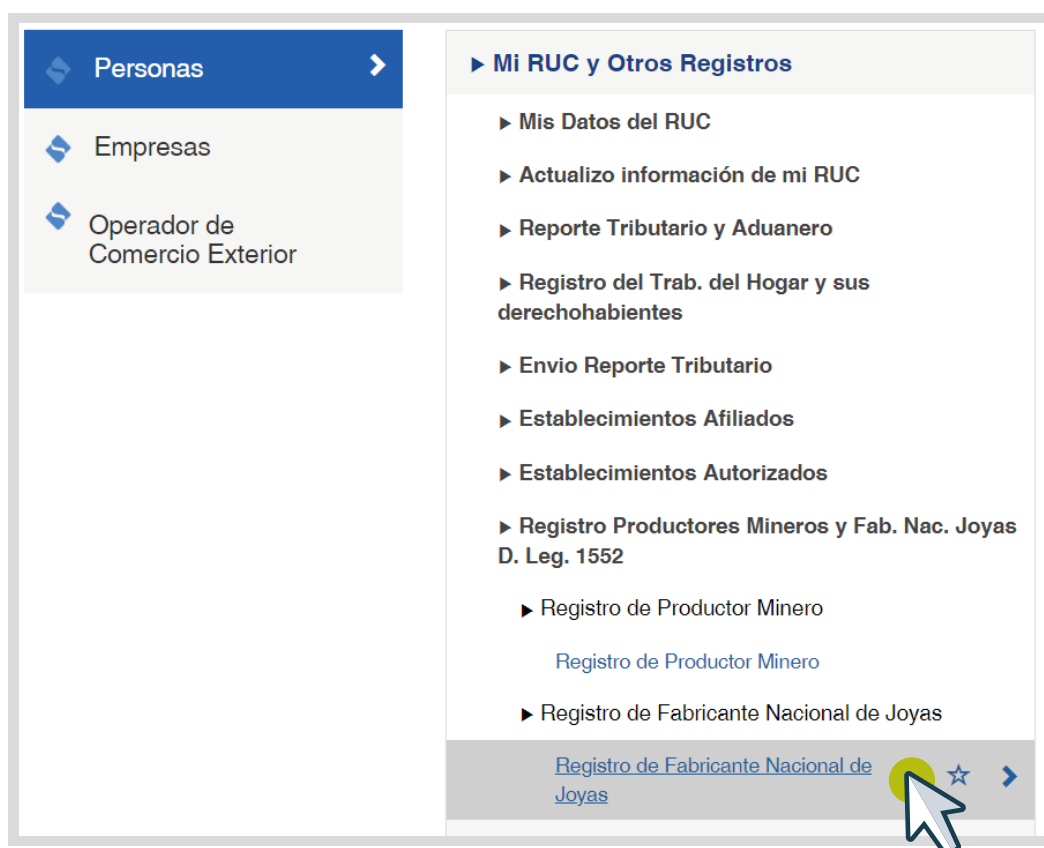 Personas
Empresas
Operador de
Comercio Exterior
Mi RUC y Otros Registros
Mis Datos del RUC
Actualizo información de mi RUC
Reporte Tributario y Aduanero
Registro del Trab. del Hogar y sus
derechohabientes
Envio Reporte Tributario
Establecimientos Afiliados
Establecimientos Autorizados
Registro Productores Mineros y Fab. Nac. Joyas
D. Leg. 1552
Registro de Productor Minero
Registro de Productor Minero
Registro de Fabricante Nacional de Joyas
Registro de Fabricante Nacional de
Joyas